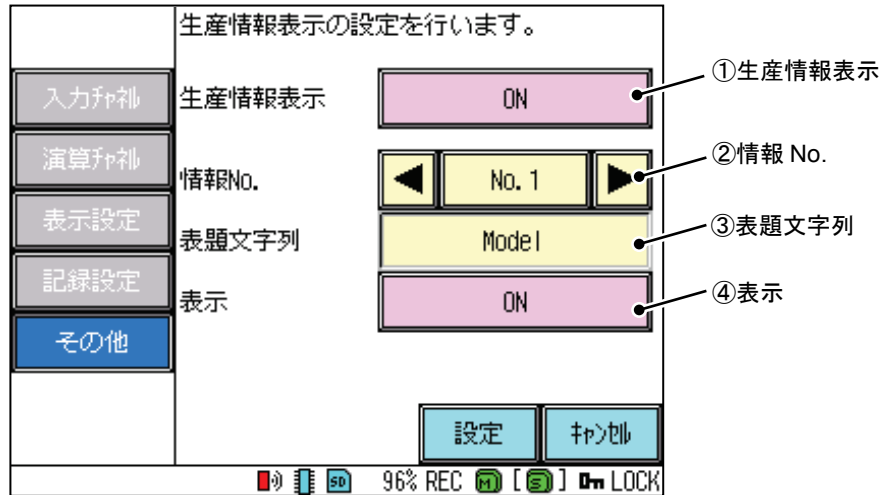 生産情報表示の設定を行います。
入力ﾁｬﾈﾙ
生産情報表示
ON
①生産情報表示
演算ﾁｬﾈﾙ
情報No.
No. 1
②情報 No.
表示設定
表題文字列
Model
③表題文字列
記録設定
表示
ON
④表示
その他
設定
ｷｬﾝｾﾙ
SD 96% REC M [S] LOCK